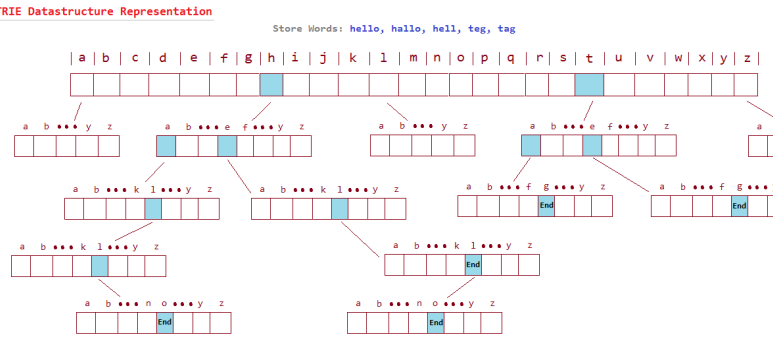 TRIE Datastructure Representation
Store Words: hello, hallo, hell, teg, tag
a b c d e f g h i j k l m n o p q r s t u v w x y z
a b ••• y z
a b ••• e f ••• y z
a b ••• y z
a b ••• e f ••• y z
a
a b ••• k l ••• y z
a b ••• k l ••• y z
a b ••• f g ••• y z
End
a b ••• f g •••
End
a b ••• k l ••• y z
a b ••• k l ••• y z
End
a b ••• n o ••• y z
End
a b ••• n o ••• y z
End